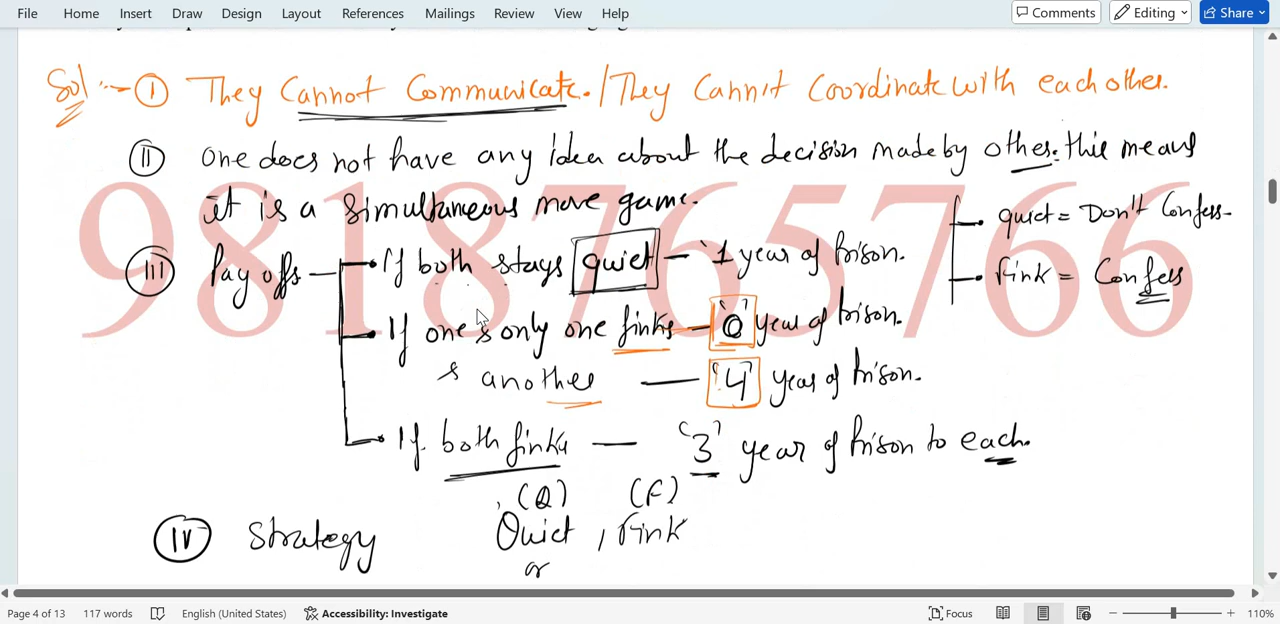 File Home Insert Draw Design Layout References Mailings Review View Help Comments Editing Share
Sol :- I They Cannot Communicate. / They Cannit Coordinate with each other.
II One does not have any idea about the decision made by other. this means
it is a simultaneous move game.
quiet = Don't Confess
III Pay offs If both stays quiet — '1 year of Prison.
fink = Confess
If one & only one finks — '0' year of Prison.
& another — '4' year of Prison.
If both finks — '3' year of Prison to each.
(Q) (F)
IV Strategy Quiet, Fink
or
9818765766
Page 4 of 13 117 words English (United States) Accessibility: Investigate Focus 110%